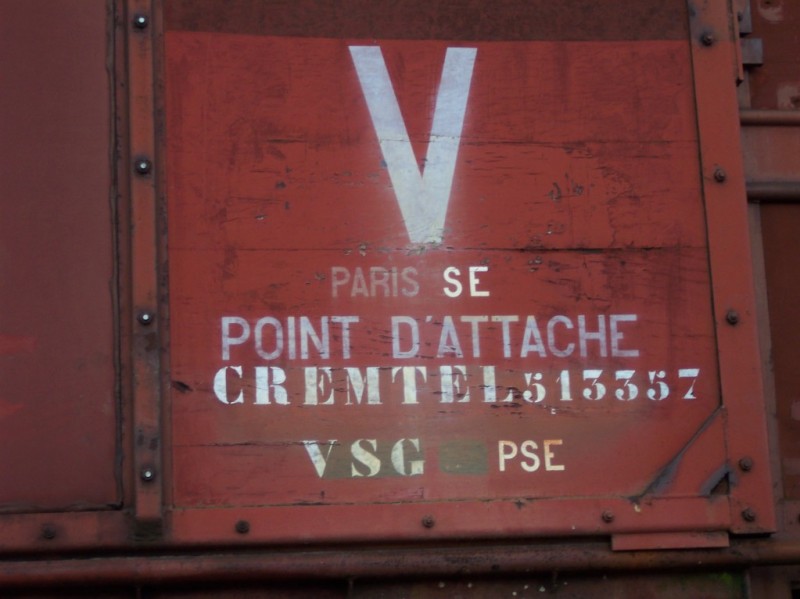 V
PARIS SE
POINT D'ATTACHE
CREMTEL 513357
VSG PSE